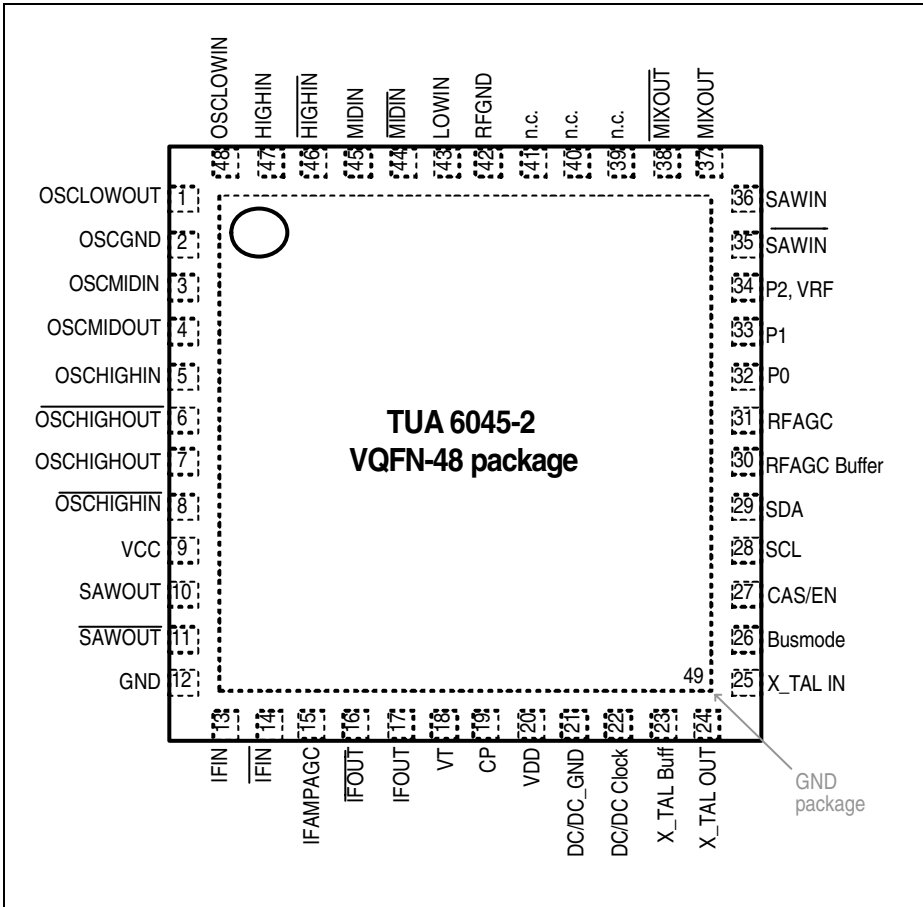 OSCLOWIN
HIGHHIN
HIGHHIN
MIDIN
MIDIN
LOWIN
RFGND
n.c.
n.c.
n.c.
MIXOUT
MIXOUT
48
47
46
45
44
43
42
41
40
39
38
37
OSCLOWOUT 1
OSCGND 2
OSCMIDIN 3
OSCMIDOUT 4
OSCHIGHIN 5
OSCHIGHOUT 6
OSCHIGHOUT 7
OSCHIGHIN 8
VCC 9
SAWOUT 10
SAWOUT 11
GND 12
TUA 6045-2
VQFN-48 package
36 SAWIN
35 SAWIN
34 P2, VRF
33 P1
32 P0
31 RFAGC
30 RFAGC Buffer
29 SDA
28 SCL
27 CAS/EN
26 Busmode
25 X_TAL IN
49
13
14
15
16
17
18
19
20
21
22
23
24
IFIN
IFIN
IFAMPAGC
IFOUT
IFOUT
VT
CP
VDD
DC/DC_GND
DC/DC Clock
X_TAL Buff
X_TAL OUT
GND
package